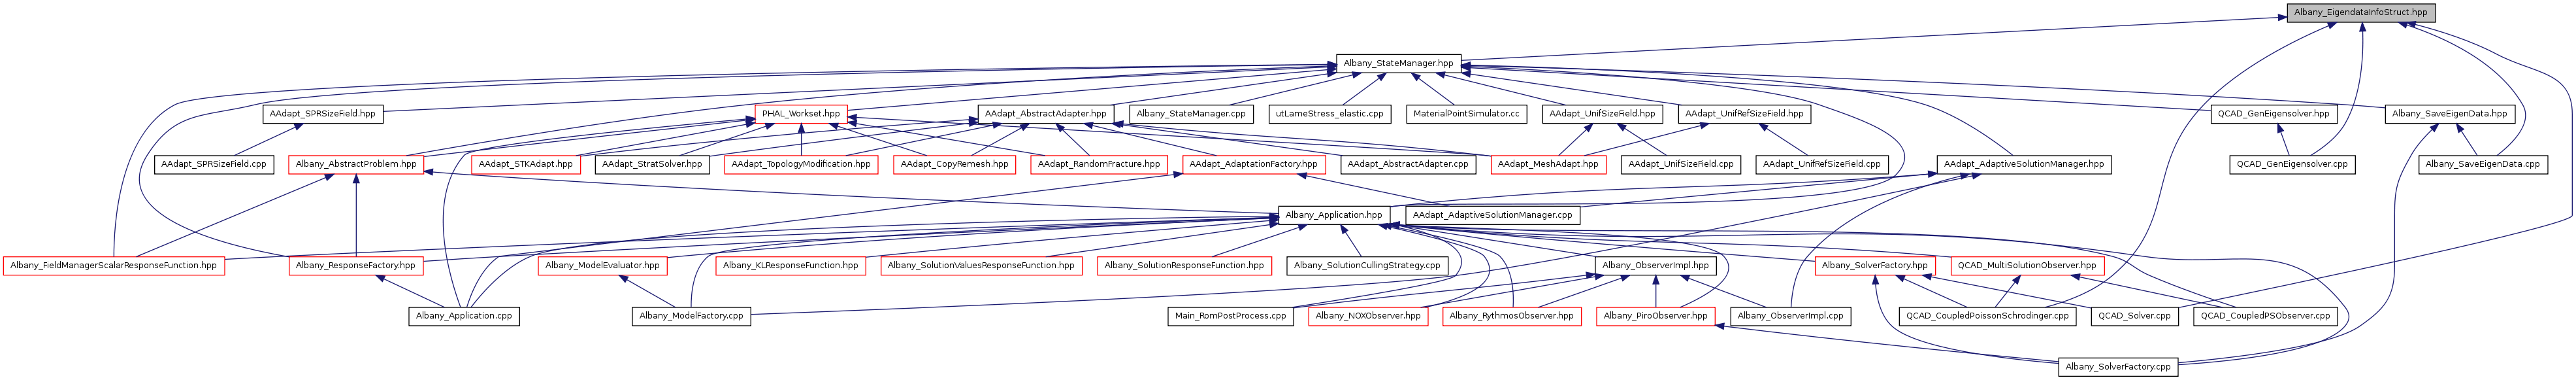 Albany_EigendataInfoStruct.hpp
Albany_StateManager.hpp
AAdapt_SPRSizeField.hpp
PHAL_Workset.hpp
AAdapt_AbstractAdapter.hpp
Albany_StateManager.cpp
utLameStress_elastic.cpp
MaterialPointSimulator.cc
AAdapt_UnifSizeField.hpp
AAdapt_UnifRefSizeField.hpp
QCAD_GenEigensolver.hpp
Albany_SaveEigenData.hpp
AAdapt_SPRSizeField.cpp
Albany_AbstractProblem.hpp
AAdapt_STKAdapt.hpp
AAdapt_StratSolver.hpp
AAdapt_TopologyModification.hpp
AAdapt_CopyRemesh.hpp
AAdapt_RandomFracture.hpp
AAdapt_AdaptationFactory.hpp
AAdapt_AbstractAdapter.cpp
AAdapt_MeshAdapt.hpp
AAdapt_UnifSizeField.cpp
AAdapt_UnifRefSizeField.cpp
AAdapt_AdaptiveSolutionManager.hpp
QCAD_GenEigensolver.cpp
Albany_SaveEigenData.cpp
Albany_Application.hpp
AAdapt_AdaptiveSolutionManager.cpp
Albany_FieldManagerScalarResponseFunction.hpp
Albany_ResponseFactory.hpp
Albany_ModelEvaluator.hpp
Albany_KLResponseFunction.hpp
Albany_SolutionValuesResponseFunction.hpp
Albany_SolutionResponseFunction.hpp
Albany_SolutionCullingStrategy.cpp
Albany_ObserverImpl.hpp
Albany_SolverFactory.hpp
QCAD_MultiSolutionObserver.hpp
Albany_Application.cpp
Albany_ModelFactory.cpp
Main_RomPostProcess.cpp
Albany_NOXObserver.hpp
Albany_RythmosObserver.hpp
Albany_PiroObserver.hpp
Albany_ObserverImpl.cpp
QCAD_CoupledPoissonSchrodinger.cpp
QCAD_Solver.cpp
QCAD_CoupledPSObserver.cpp
Albany_SolverFactory.cpp